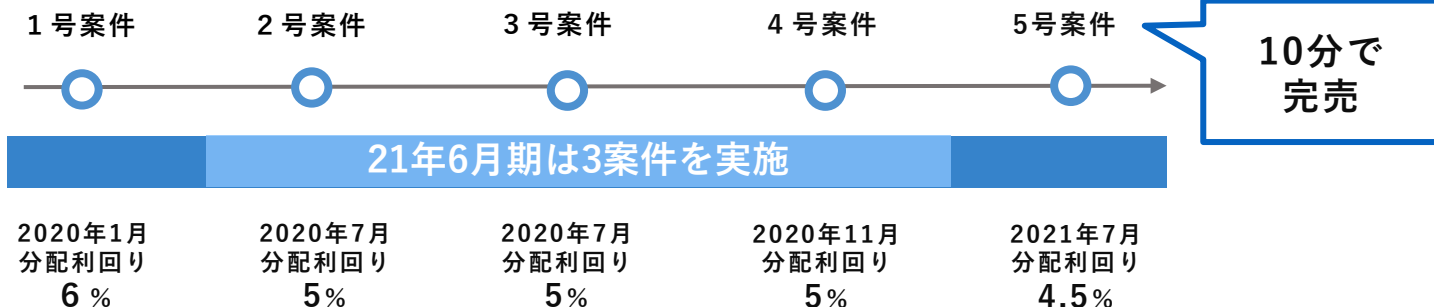 1 号案件
2 号案件
3 号案件
4 号案件
5号案件
10分で
完売
21年6月期は3案件を実施
2020年1月
分配利回り
6 %
2020年7月
分配利回り
5%
2020年7月
分配利回り
5%
2020年11月
分配利回り
5%
2021年7月
分配利回り
4.5%